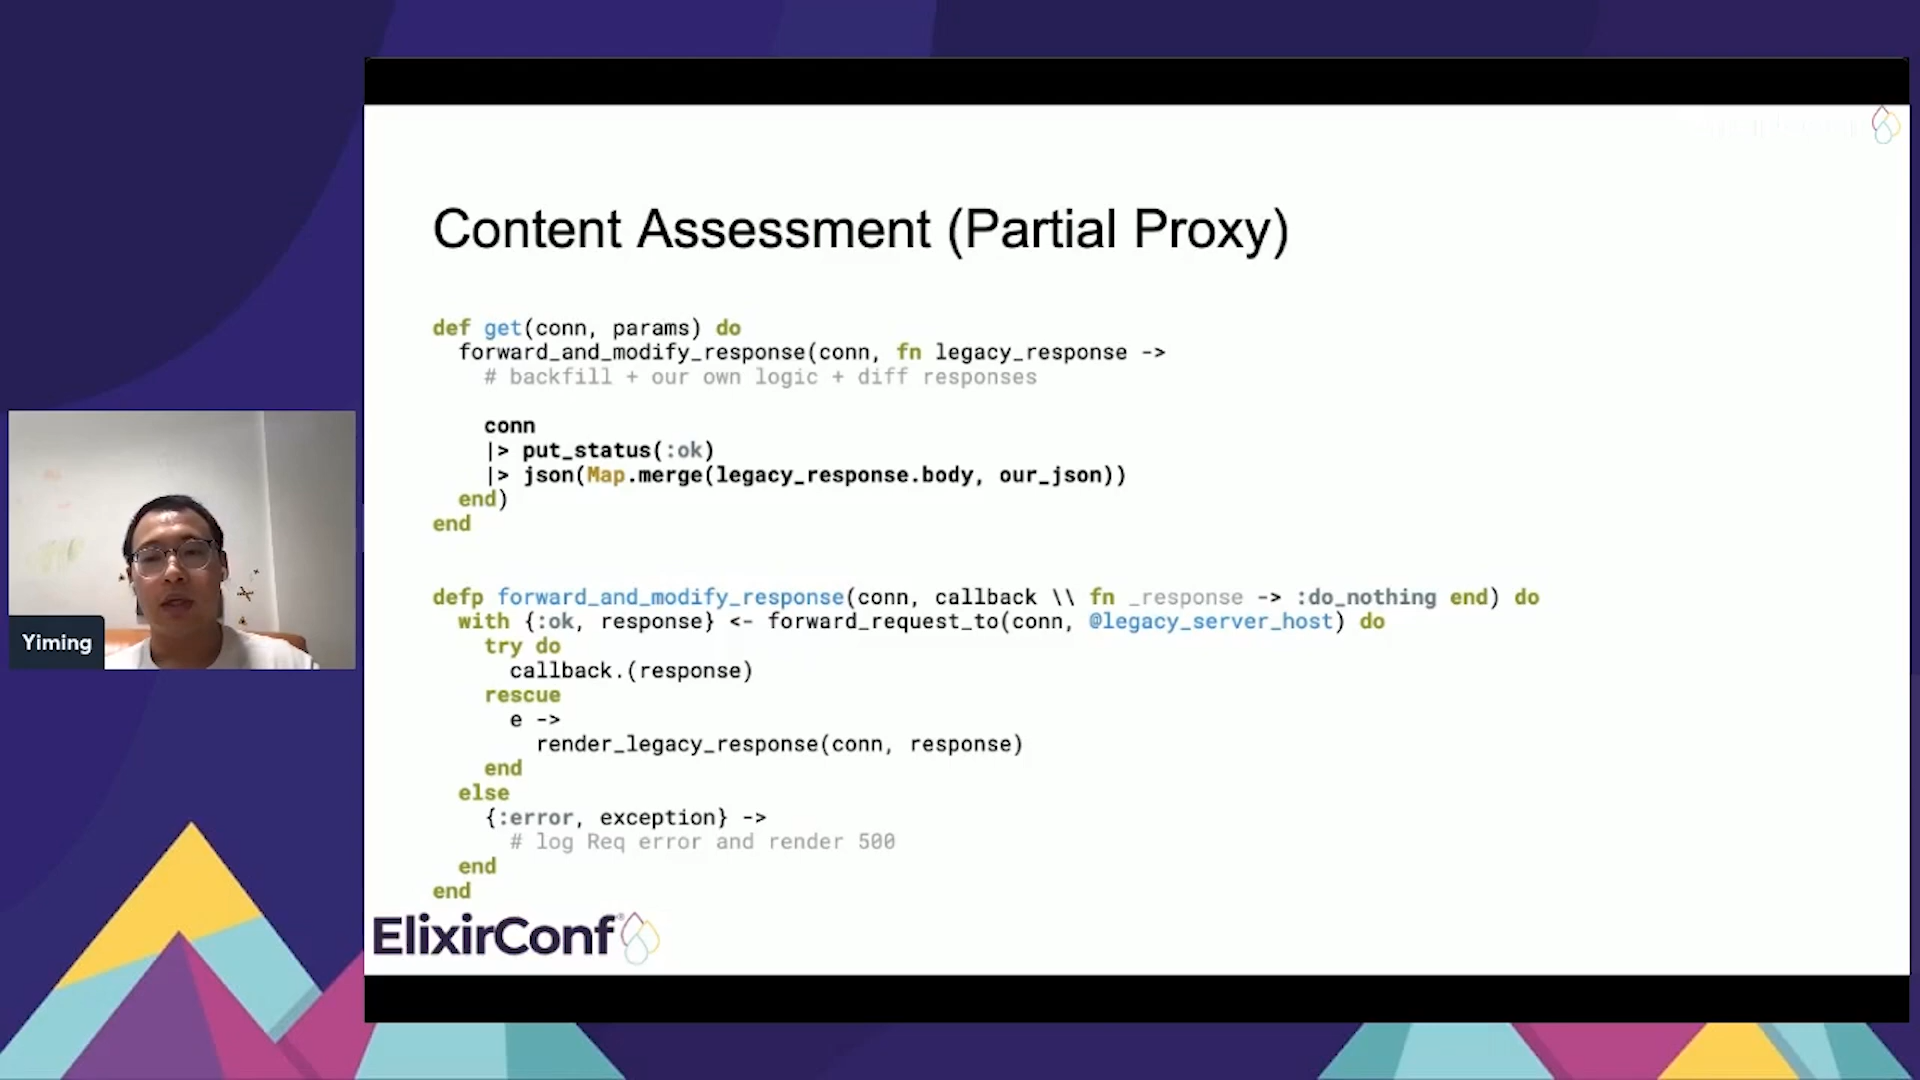 Content Assessment (Partial Proxy)
def get(conn, params) do
  forward_and_modify_response(conn, fn legacy_response ->
    # backfill + our own logic + diff responses
    conn
    |> put_status(:ok)
    |> json(Map.merge(legacy_response.body, our_json))
  end)
end
defp forward_and_modify_response(conn, callback \\ fn _response -> :do_nothing end) do
  with {:ok, response} <- forward_request_to(conn, @legacy_server_host) do
    try do
      callback.(response)
    rescue
      e ->
        render_legacy_response(conn, response)
    end
  else
    {:error, exception} ->
      # log Req error and render 500
  end
end
Yiming
ElixirConf®